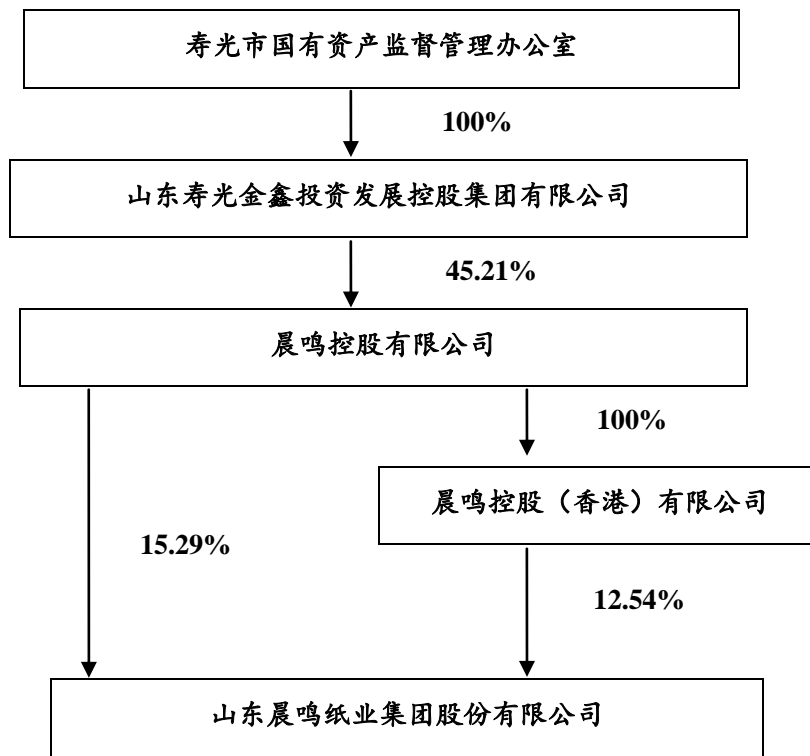 寿光市国有资产监督管理办公室
100%
山东寿光金鑫投资发展控股集团有限公司
45.21%
晨鸣控股有限公司
100%
晨鸣控股（香港）有限公司
15.29%
12.54%
山东晨鸣纸业集团股份有限公司